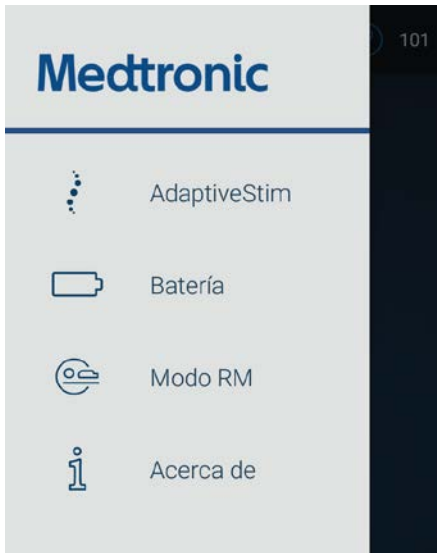 Medtronic
101
AdaptiveStim
Batería
Modo RM
Acerca de